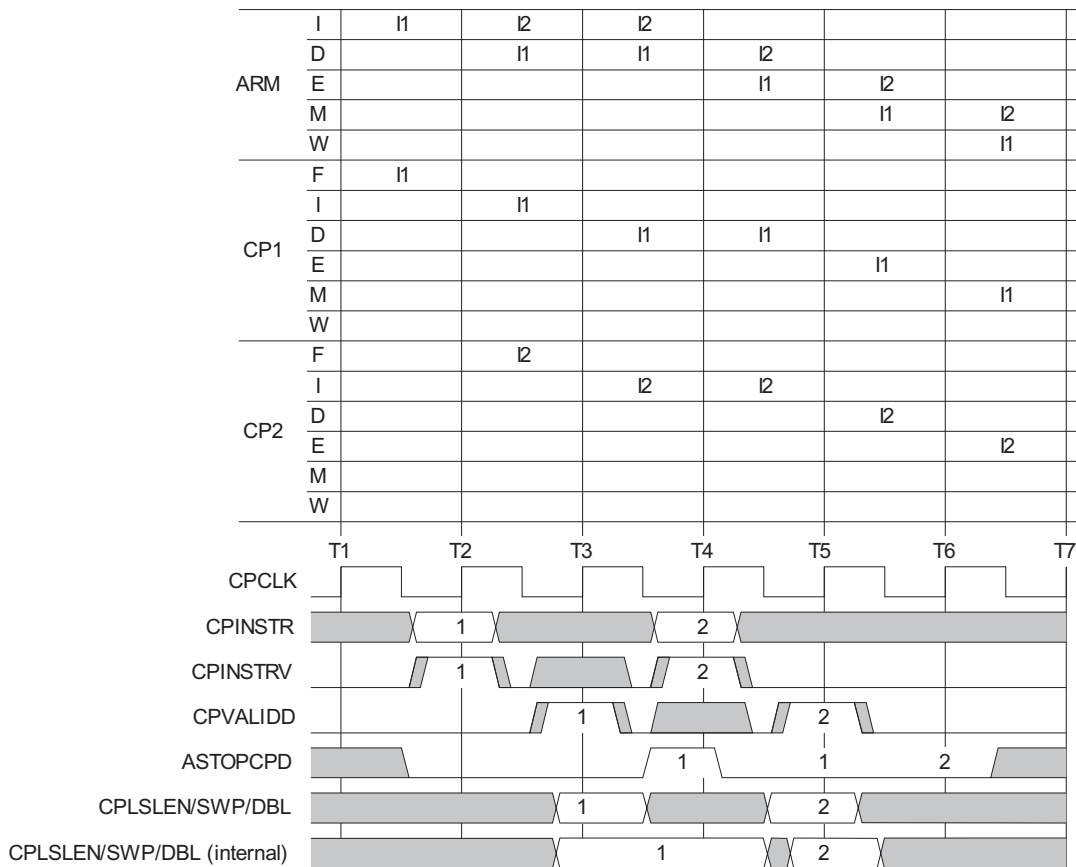 I I1 I2 I2
D I1 I1 I2
ARM E I1 I2
M I1 I2
W I1
F I1
I I1
D I1 I1
CP1
E I1
M I1
W
F I2
I I2 I2
D I2
CP2
E I2
M
W
T1 T2 T3 T4 T5 T6 T7
CPCLK
CPINSTR 1 2
CPINSTRV 1 2
CPVALIDD 1 2
ASTOPCPD 1 1 2
CPLSLEN/SWP/DBL 1 2
CPLSLEN/SWP/DBL (internal) 1 2